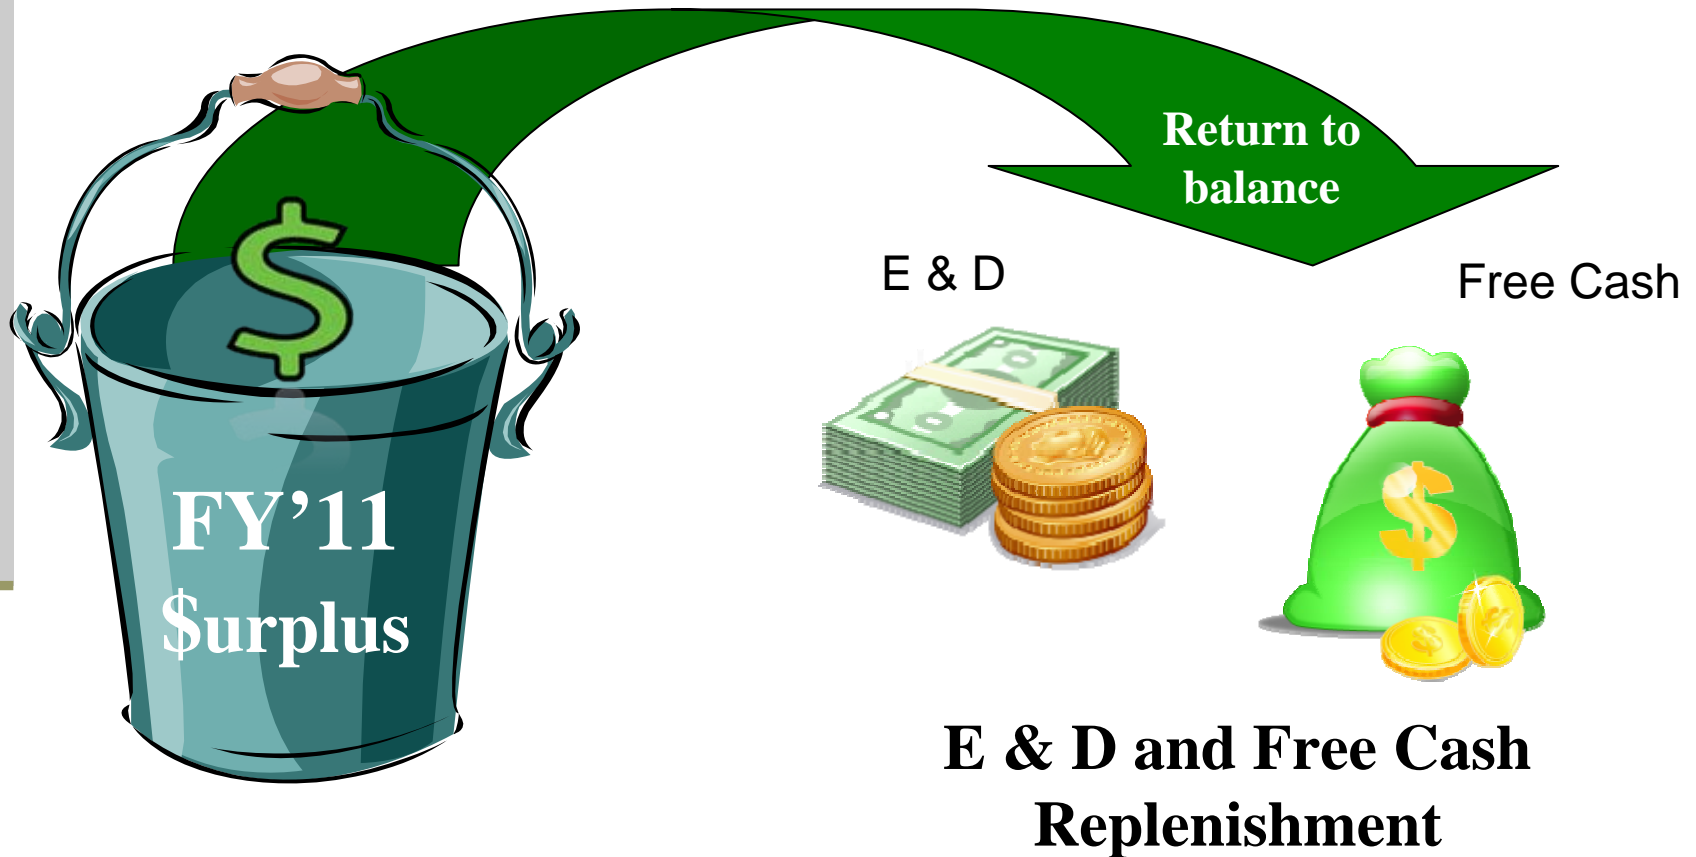 Return to
balance
E & D
Free Cash
$
FY’11
$urplus
$
E & D and Free Cash
Replenishment